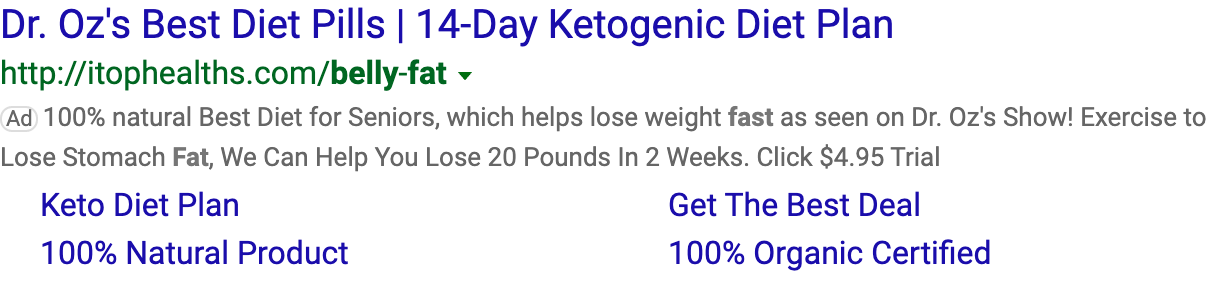 Dr. Oz's Best Diet Pills | 14-Day Ketogenic Diet Plan
http://itophealths.com/belly-fat
Ad 100% natural Best Diet for Seniors, which helps lose weight fast as seen on Dr. Oz's Show! Exercise to
Lose Stomach Fat, We Can Help You Lose 20 Pounds In 2 Weeks. Click $4.95 Trial
Keto Diet Plan
Get The Best Deal
100% Natural Product
100% Organic Certified